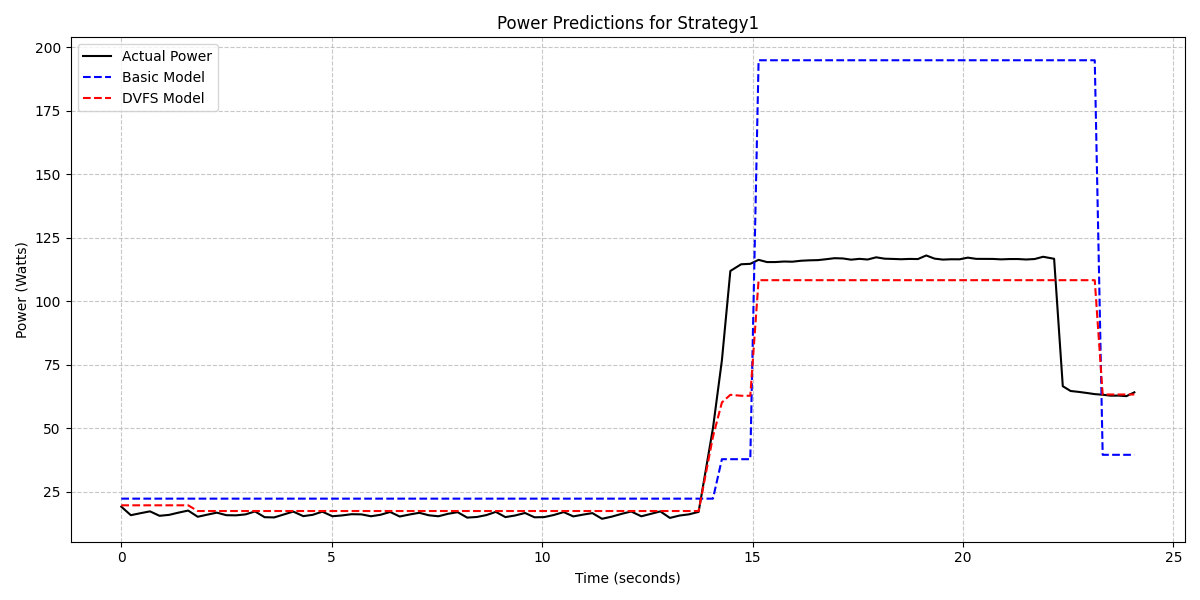 Power Predictions for Strategy1
Actual Power
Basic Model
DVFS Model
Power (Watts)
200
175
150
125
100
75
50
25
0
5
10
15
20
25
Time (seconds)